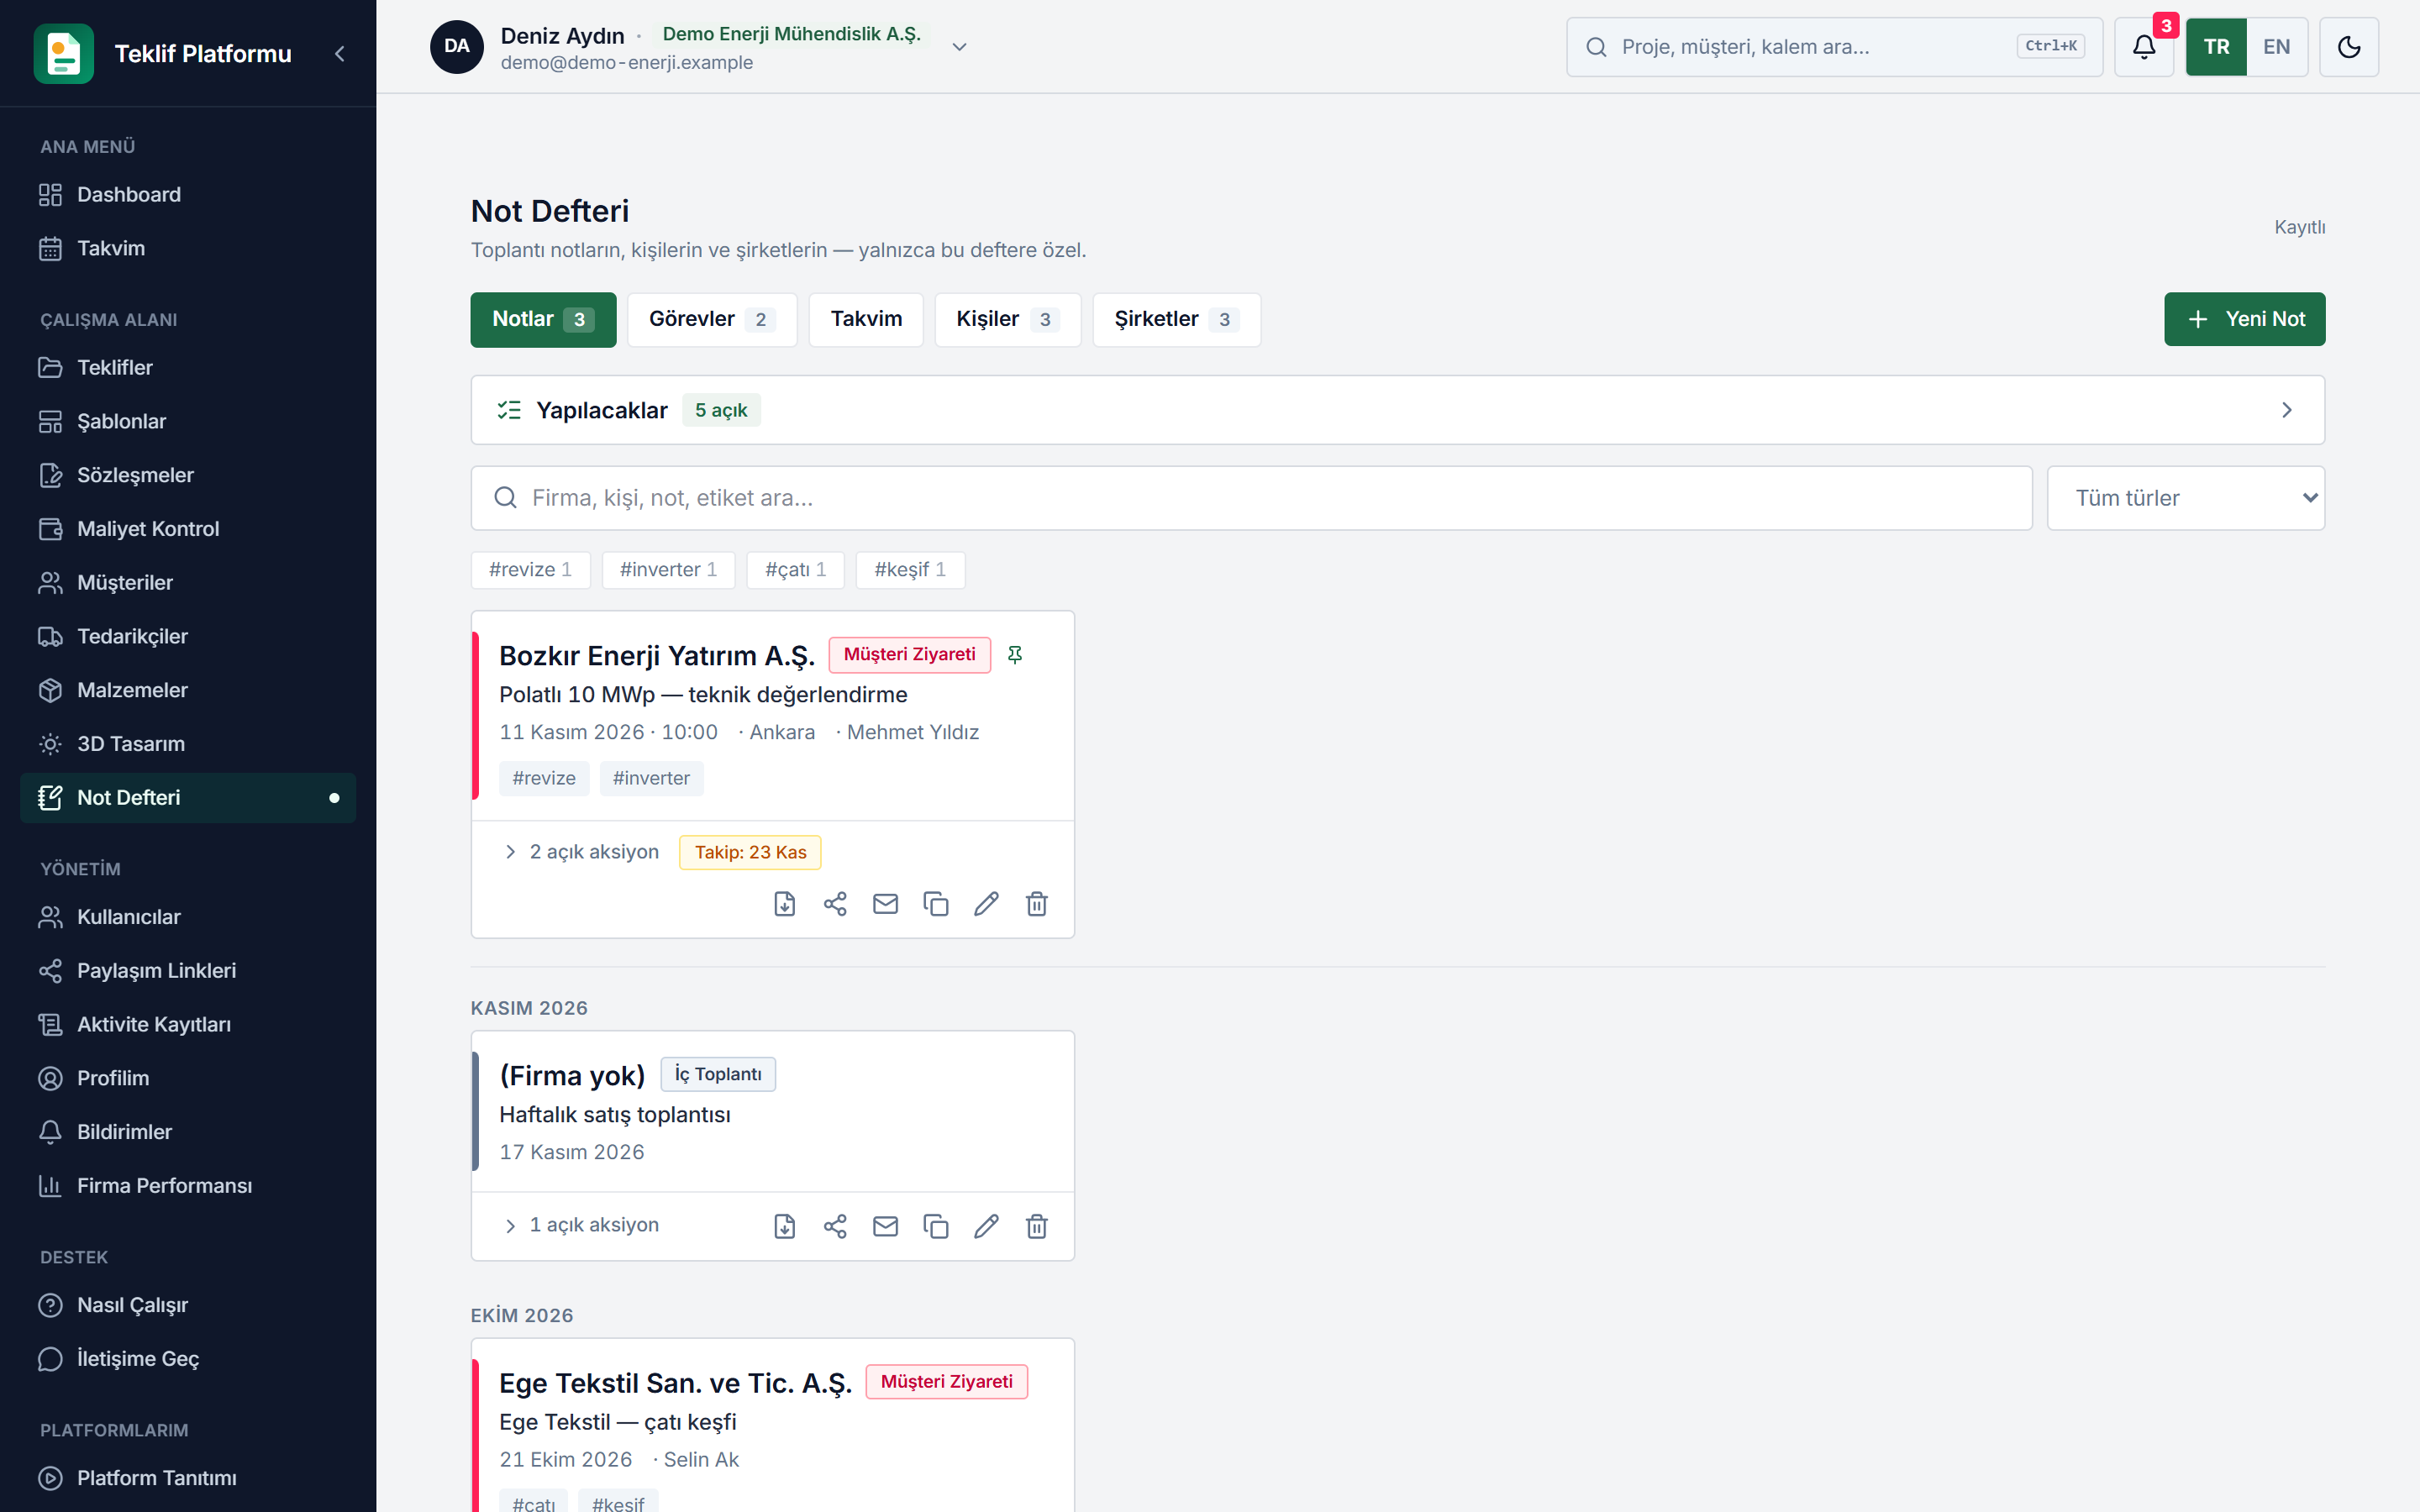 Teklif Platformu
ANA MENÜ
Dashboard
Takvim
ÇALIŞMA ALANI
Teklifler
Şablonlar
Sözleşmeler
Maliyet Kontrol
Müşteriler
Tedarikçiler
Malzemeler
3D Tasarım
Not Defteri
YÖNETİM
Kullanıcılar
Paylaşım Linkleri
Aktivite Kayıtları
Profilim
Bildirimler
Firma Performansı
DESTEK
Nasıl Çalışır
İletişime Geç
PLATFORMLARIM
Platform Tanıtımı
DA
Deniz Aydın · Demo Enerji Mühendislik A.Ş.
demo@demo-enerji.example
Proje, müşteri, kalem ara... Ctrl+K
3
TR EN
Not Defteri
Toplantı notların, kişilerin ve şirketlerin — yalnızca bu deftere özel.
Kayıtlı
Notlar 3 Görevler 2 Takvim Kişiler 3 Şirketler 3
Yeni Not
Yapılacaklar 5 açık
Firma, kişi, not, etiket ara...
Tüm türler
#revize 1 #inverter 1 #çatı 1 #keşif 1
Bozkır Enerji Yatırım A.Ş. Müşteri Ziyareti
Polatlı 10 MWp — teknik değerlendirme
11 Kasım 2026 · 10:00 · Ankara · Mehmet Yıldız
#revize #inverter
2 açık aksiyon Takip: 23 Kas
KASIM 2026
(Firma yok) İç Toplantı
Haftalık satış toplantısı
17 Kasım 2026
1 açık aksiyon
EKİM 2026
Ege Tekstil San. ve Tic. A.Ş. Müşteri Ziyareti
Ege Tekstil — çatı keşfi
21 Ekim 2026 · Selin Ak
#çatı #keşif